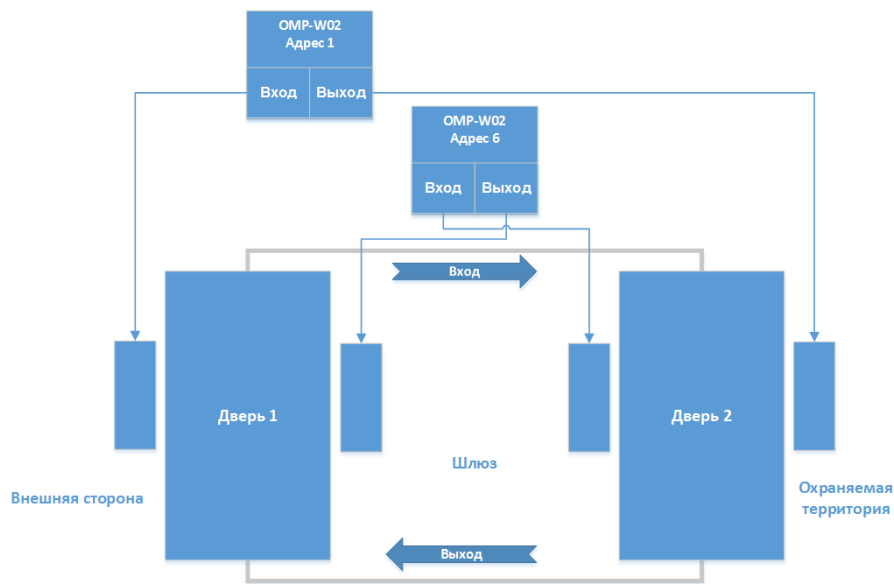 OMP-W02
Адрес 1
Вход Выход
OMP-W02
Адрес 6
Вход Выход
Вход
Дверь 1
Дверь 2
Шлюз
Внешняя сторона
Охраняемая
территория
Выход